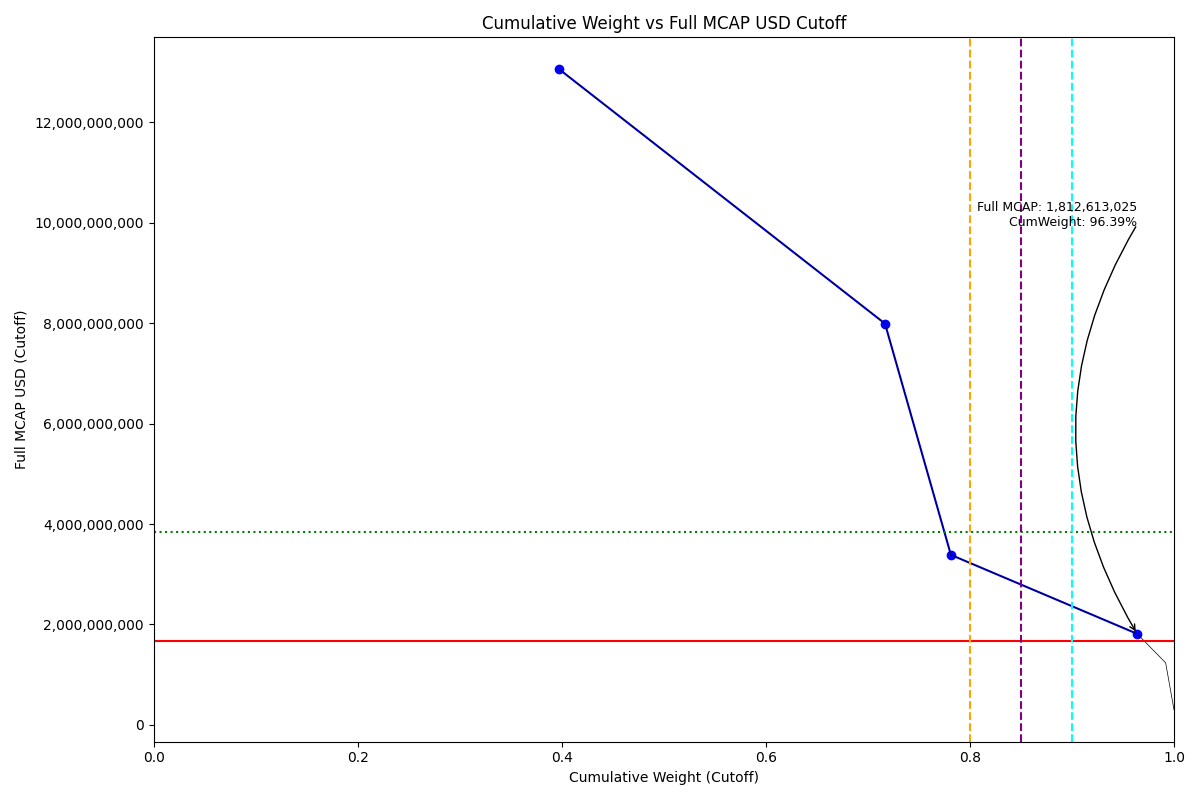 Cumulative Weight vs Full MCAP USD Cutoff
Full MCAP USD (Cutoff)
12,000,000,000
10,000,000,000
8,000,000,000
6,000,000,000
4,000,000,000
2,000,000,000
0
Full MCAP: 1,812,613,025
CumWeight: 96.39%
0.0
0.2
0.4
0.6
0.8
1.0
Cumulative Weight (Cutoff)